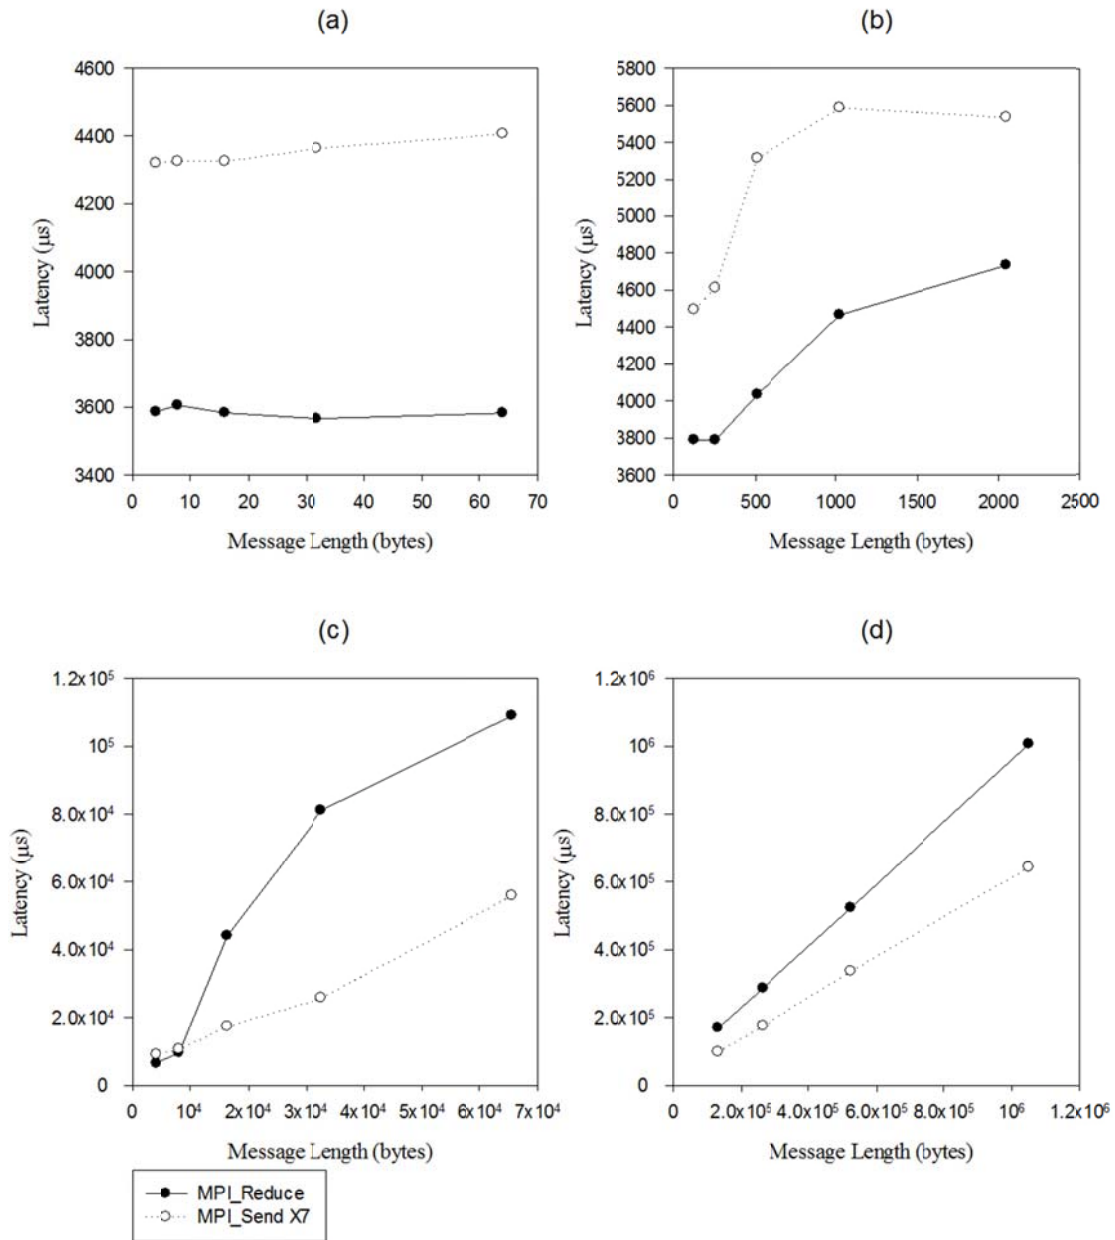 (a)
4600
4400
4200
4000
3800
3600
3400
Latency (μs)
0 10 20 30 40 50 60 70
Message Length (bytes)
(b)
5800
5600
5400
5200
5000
4800
4600
4400
4200
4000
3800
3600
Latency (μs)
0 500 1000 1500 2000 2500
Message Length (bytes)
(c)
1.2x10⁵
10⁵
8.0x10⁴
6.0x10⁴
4.0x10⁴
2.0x10⁴
0
Latency (μs)
0 10⁴ 2x10⁴ 3x10⁴ 4x10⁴ 5x10⁴ 6x10⁴ 7x10⁴
Message Length (bytes)
(d)
1.2x10⁶
10⁶
8.0x10⁵
6.0x10⁵
4.0x10⁵
2.0x10⁵
0
Latency (μs)
0 2.0x10⁵ 4.0x10⁵ 6.0x10⁵ 8.0x10⁵ 10⁶ 1.2x10⁶
Message Length (bytes)
MPI_Reduce
MPI_Send X7